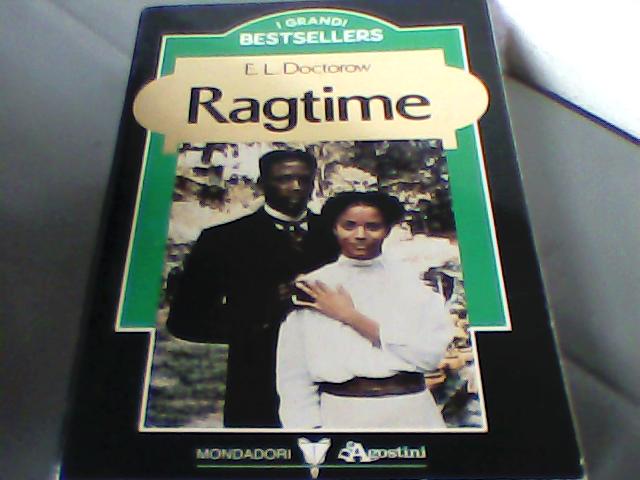 I GRANDI
BESTSELLERS
E. L. Doctorow
Ragtime
MONDADORI DeAgostini